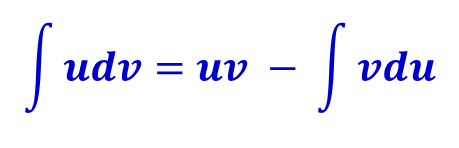 ∫ udv = uv − ∫ vdu